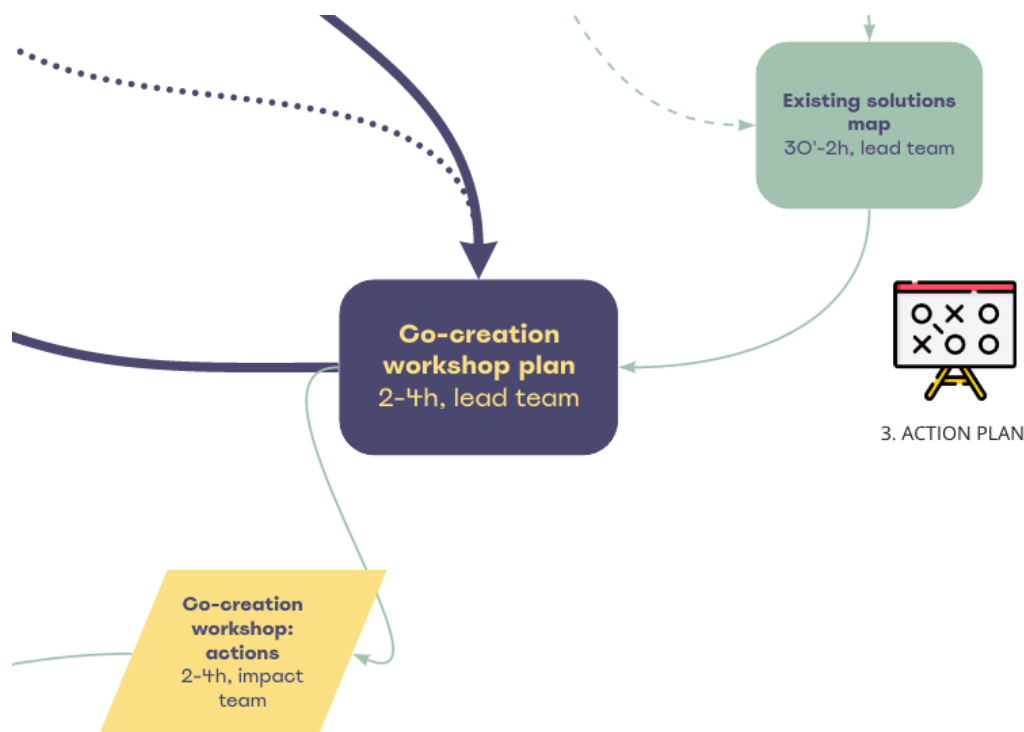 Existing solutions
map
30'-2h, lead team
Co-creation
workshop plan
2-4h, lead team
3. ACTION PLAN
Co-creation
workshop:
actions
2-4h, impact
team